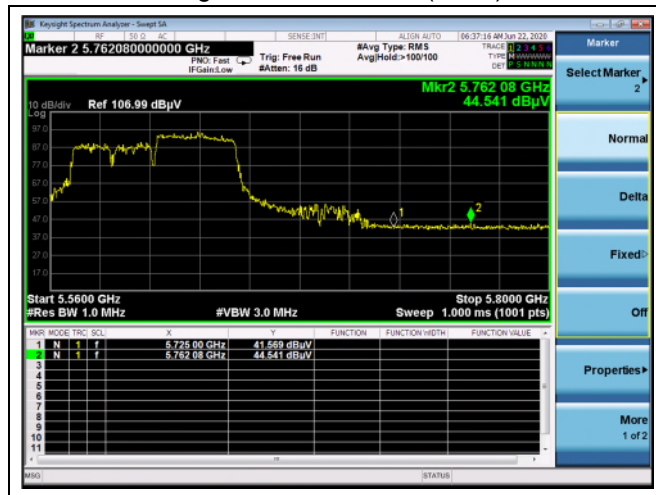 Keysight Spectrum Analyzer - Swept SA
RF 50 Ω AC SENSE:INT ALIGN AUTO 06:37:16 AM Jun 22, 2020
Marker 2 5.762080000000 GHz
PNO: Fast
IFGain:Low
Trig: Free Run
#Atten: 16 dB
#Avg Type: RMS
Avg|Hold:>100/100
TRACE 1 2 3 4 5 6
TYPE
DET P S N N N N
Mkr2 5.762 08 GHz
44.541 dBµV
10 dB/div Ref 106.99 dBµV
Log
97.0
87.0
77.0
67.0
57.0
47.0
37.0
27.0
17.0
1
2
Start 5.5600 GHz
Stop 5.8000 GHz
#Res BW 1.0 MHz
#VBW 3.0 MHz
Sweep 1.000 ms (1001 pts)
MKR MODE TRC SCL X Y FUNCTION FUNCTION WIDTH FUNCTION VALUE
1 N 1 f 5.725 00 GHz 41.569 dBµV
2 N 1 f 5.762 08 GHz 44.541 dBµV
3
4
5
6
7
8
9
10
11
MSG
STATUS
Marker
Select Marker
2
Normal
Delta
Fixed
Off
Properties
More
1 of 2